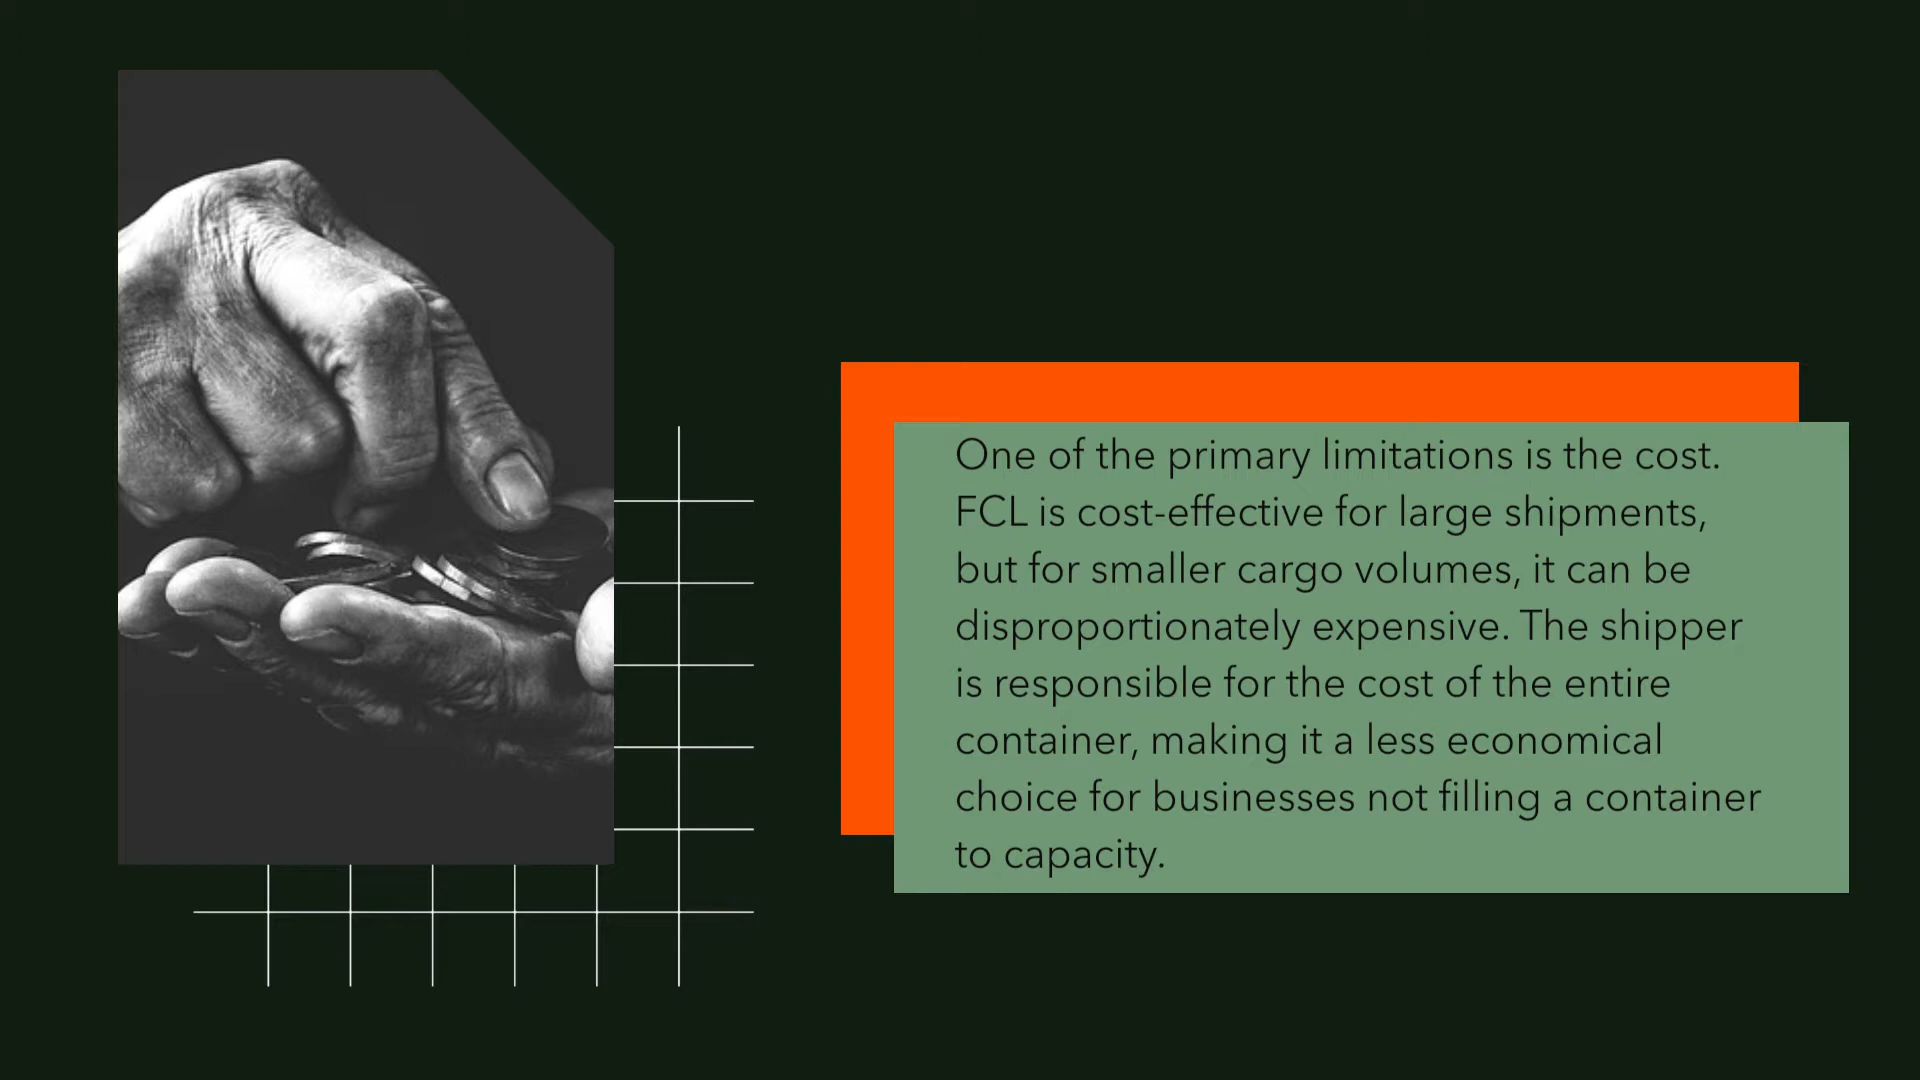 One of the primary limitations is the cost.
FCL is cost-effective for large shipments,
but for smaller cargo volumes, it can be
disproportionately expensive. The shipper
is responsible for the cost of the entire
container, making it a less economical
choice for businesses not filling a container
to capacity.